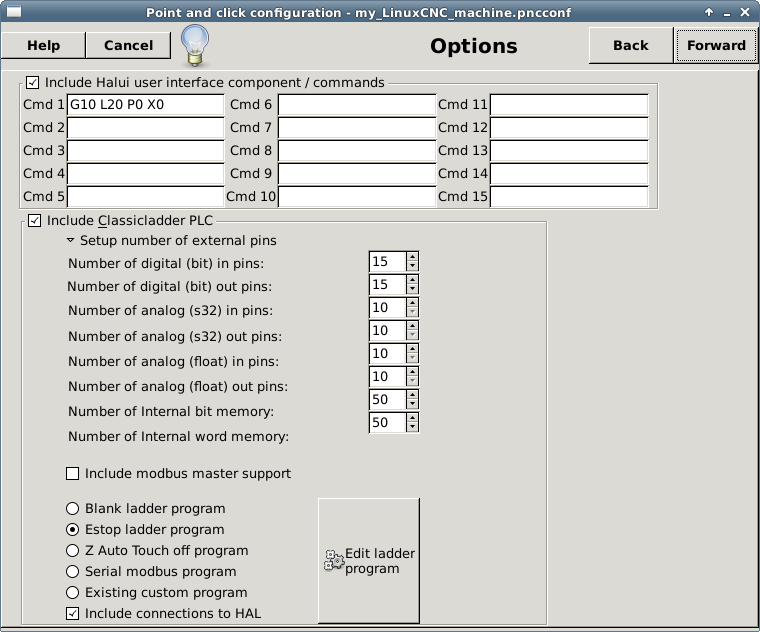 Point and click configuration - my_LinuxCNC_machine.pncconf
Help Cancel Options Back Forward
Include Halui user interface component / commands
Cmd 1 G10 L20 P0 X0 Cmd 6 Cmd 11
Cmd 2 Cmd 7 Cmd 12
Cmd 3 Cmd 8 Cmd 13
Cmd 4 Cmd 9 Cmd 14
Cmd 5 Cmd 10 Cmd 15
Include Classicladder PLC
Setup number of external pins
Number of digital (bit) in pins: 15
Number of digital (bit) out pins: 15
Number of analog (s32) in pins: 10
Number of analog (s32) out pins: 10
Number of analog (float) in pins: 10
Number of analog (float) out pins: 10
Number of Internal bit memory: 50
Number of Internal word memory: 50
Include modbus master support
Blank ladder program
Estop ladder program
Z Auto Touch off program
Serial modbus program
Existing custom program
Include connections to HAL
Edit ladder
program